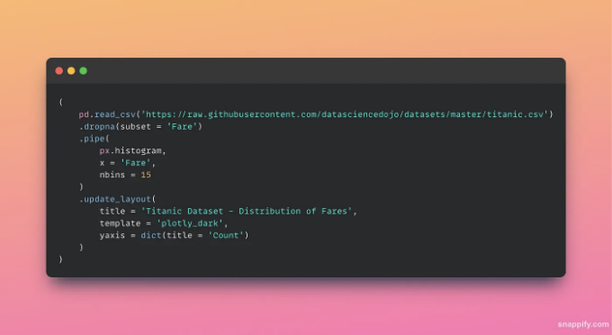 (
    pd.read_csv('https://raw.githubusercontent.com/datasciencedojo/datasets/master/titanic.csv')
    .dropna(subset = 'Fare')
    .pipe(
        px.histogram,
        x = 'Fare',
        nbins = 15
    )
    .update_layout(
        title = 'Titanic Dataset - Distribution of Fares',
        template = 'plotly_dark',
        yaxis = dict(title = 'Count')
    )
)
snappify.com